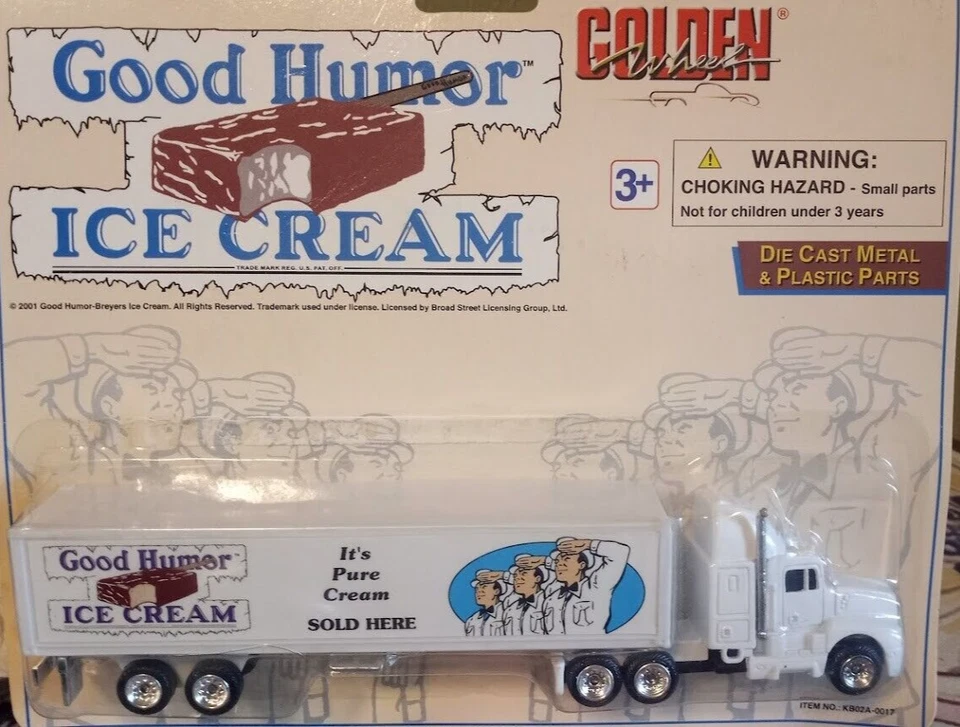 Good Humor™
GOOD HUMOR
ICE CREAM
TRADE MARK REG. U.S. PAT. OFF.
© 2001 Good Humor-Breyers Ice Cream. All Rights Reserved. Trademark used under license. Licensed by Broad Street Licensing Group, Ltd.
GOLDEN®
Wheel
3+
WARNING:
CHOKING HAZARD - Small parts
Not for children under 3 years
DIE CAST METAL
& PLASTIC PARTS
Good Humor™
ICE CREAM
It's
Pure
Cream
SOLD HERE
ITEM NO.: KB02A-0017